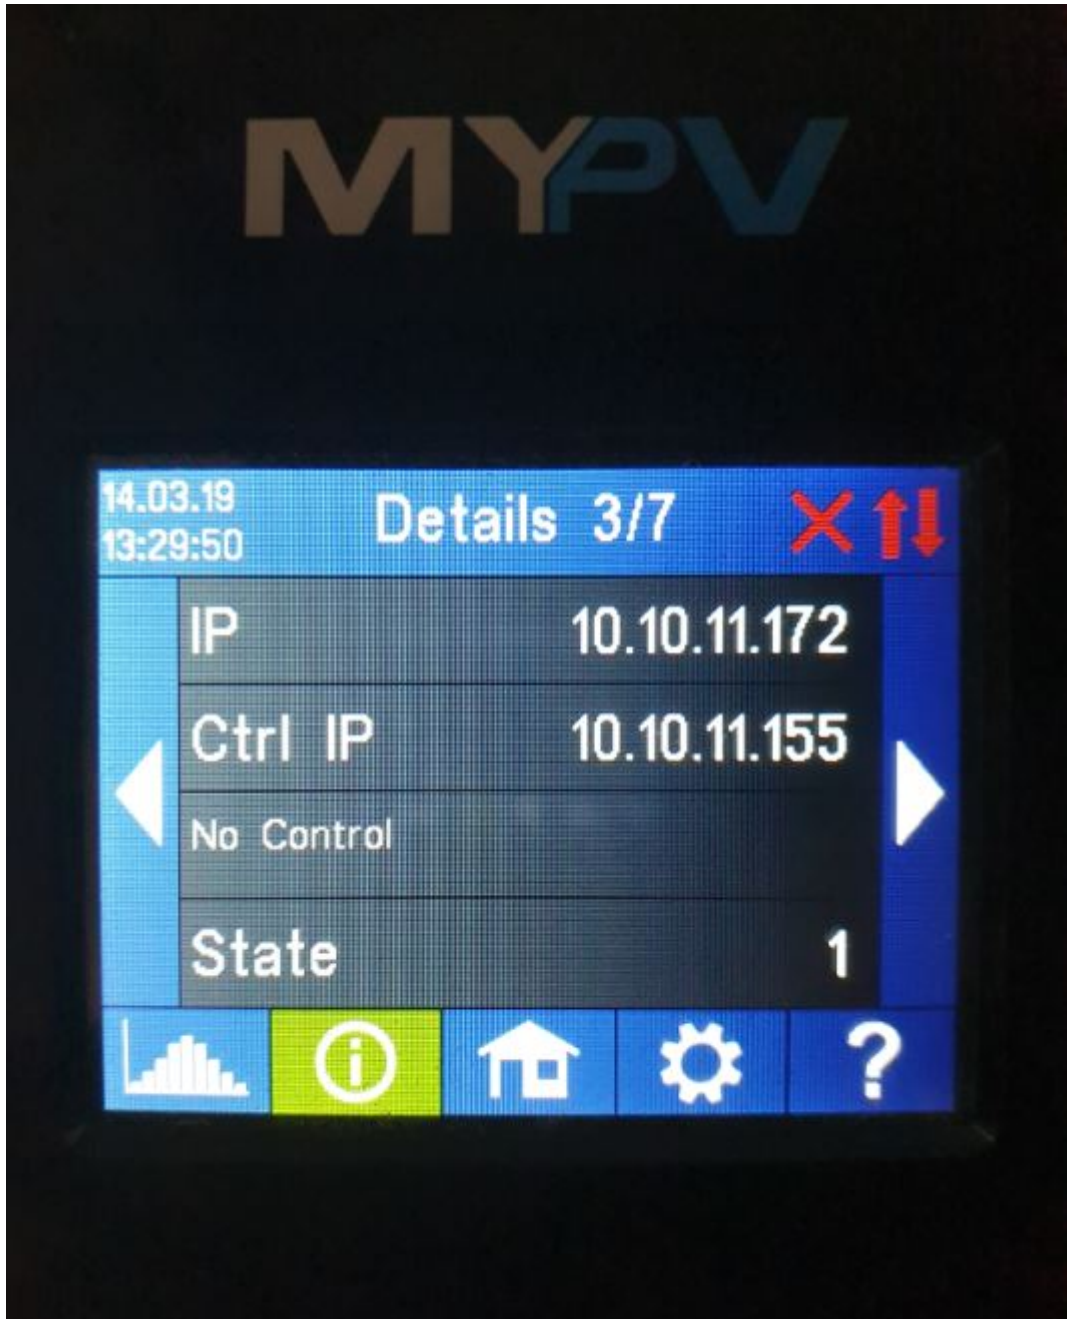 MYPV
14.03.19
13:29:50
Details 3/7
IP 10.10.11.172
Ctrl IP 10.10.11.155
No Control
State 1
?